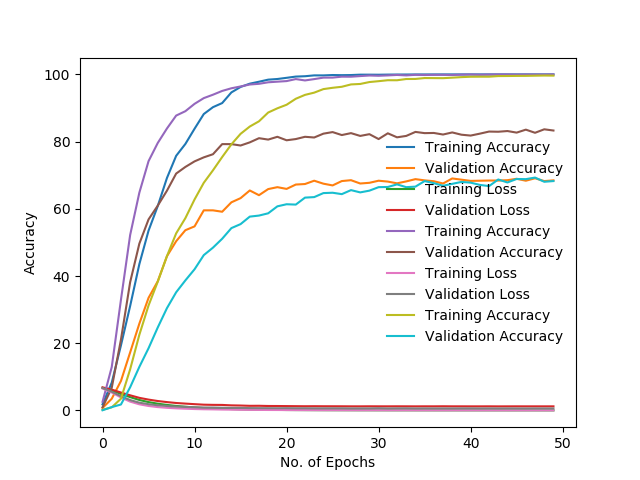 100
80
60
40
20
0
Accuracy
0 10 20 30 40 50
No. of Epochs
Training Accuracy
Validation Accuracy
Training Loss
Validation Loss
Training Accuracy
Validation Accuracy
Training Loss
Validation Loss
Training Accuracy
Validation Accuracy